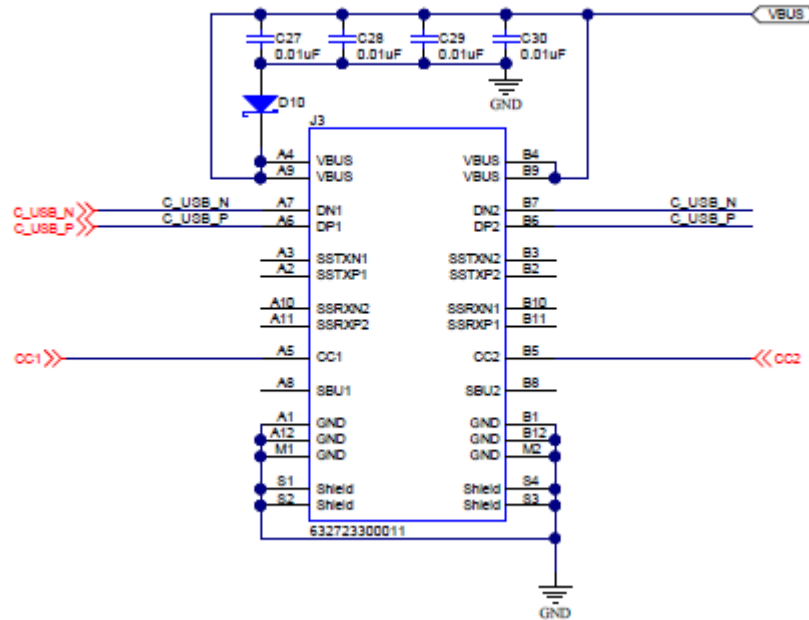 VBUS
C27 C28 C29 C30
0.01uF 0.01uF 0.01uF 0.01uF
GND
D10
J3
A4 VBUS VBUS B4
A9 VBUS VBUS B9
C_USB_N C_USB_N A7 DN1 DN2 B7 C_USB_N
C_USB_P C_USB_P A6 DP1 DP2 B6 C_USB_P
A3 SSTXN1 SSTXN2 B3
A2 SSTXP1 SSTXP2 B2
A10 SSRXN2 SSRXN1 B10
A11 SSRXP2 SSRXP1 B11
CC1 A5 CC1 CC2 B5 CC2
A8 SBU1 SBU2 B8
A1 GND GND B1
A12 GND GND B12
M1 GND GND M2
S1 Shield Shield S4
S2 Shield Shield S3
632723300011
GND